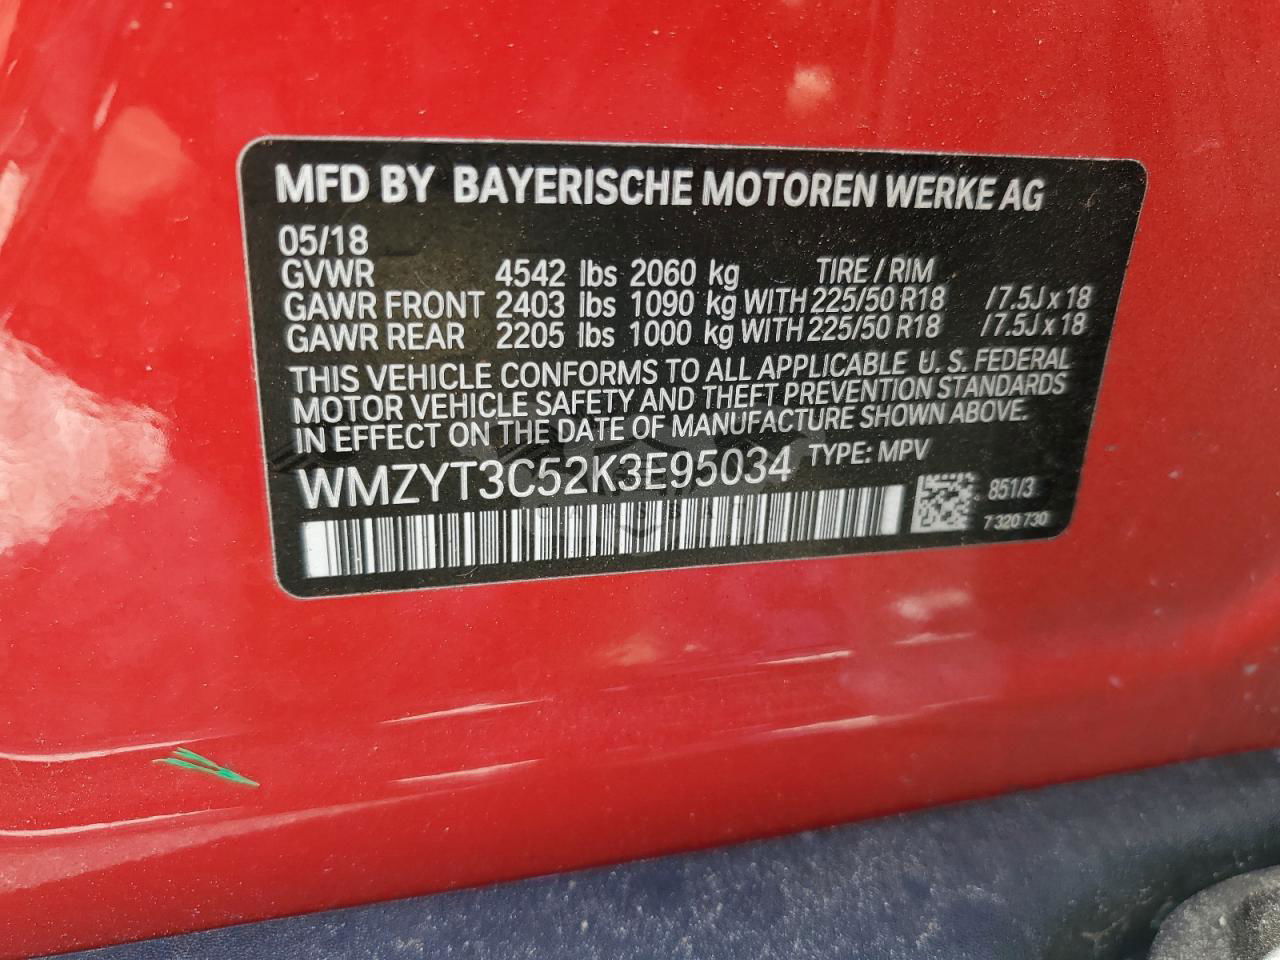 MFD BY BAYERISCHE MOTOREN WERKE AG
05/18
GVWR 4542 lbs 2060 kg TIRE / RIM
GAWR FRONT 2403 lbs 1090 kg WITH 225/50 R18 /7.5J x 18
GAWR REAR 2205 lbs 1000 kg WITH 225/50 R18 /7.5J x 18
THIS VEHICLE CONFORMS TO ALL APPLICABLE U. S. FEDERAL
MOTOR VEHICLE SAFETY AND THEFT PREVENTION STANDARDS
IN EFFECT ON THE DATE OF MANUFACTURE SHOWN ABOVE.
WMZYT3C52K3E95034 TYPE: MPV
851/3
7 320 730